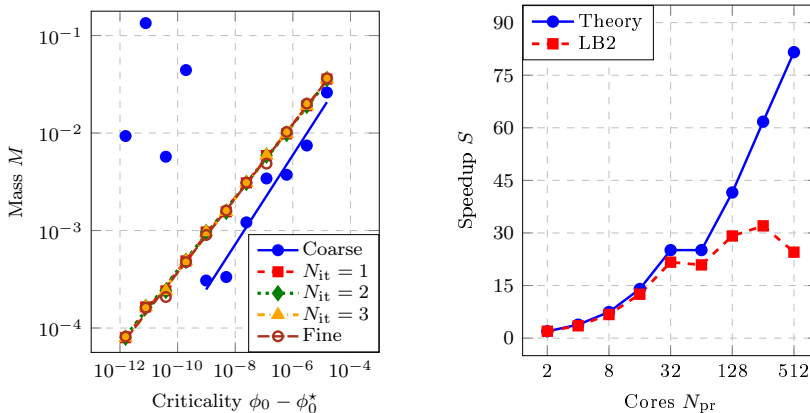 10⁻¹
10⁻²
10⁻³
10⁻⁴
Mass M
Coarse
N_it = 1
N_it = 2
N_it = 3
Fine
10⁻¹² 10⁻¹⁰ 10⁻⁸ 10⁻⁶ 10⁻⁴
Criticality ϕ₀ − ϕ₀⋆
90
75
60
45
30
15
0
Speedup S
Theory
LB2
2 8 32 128 512
Cores N_pr